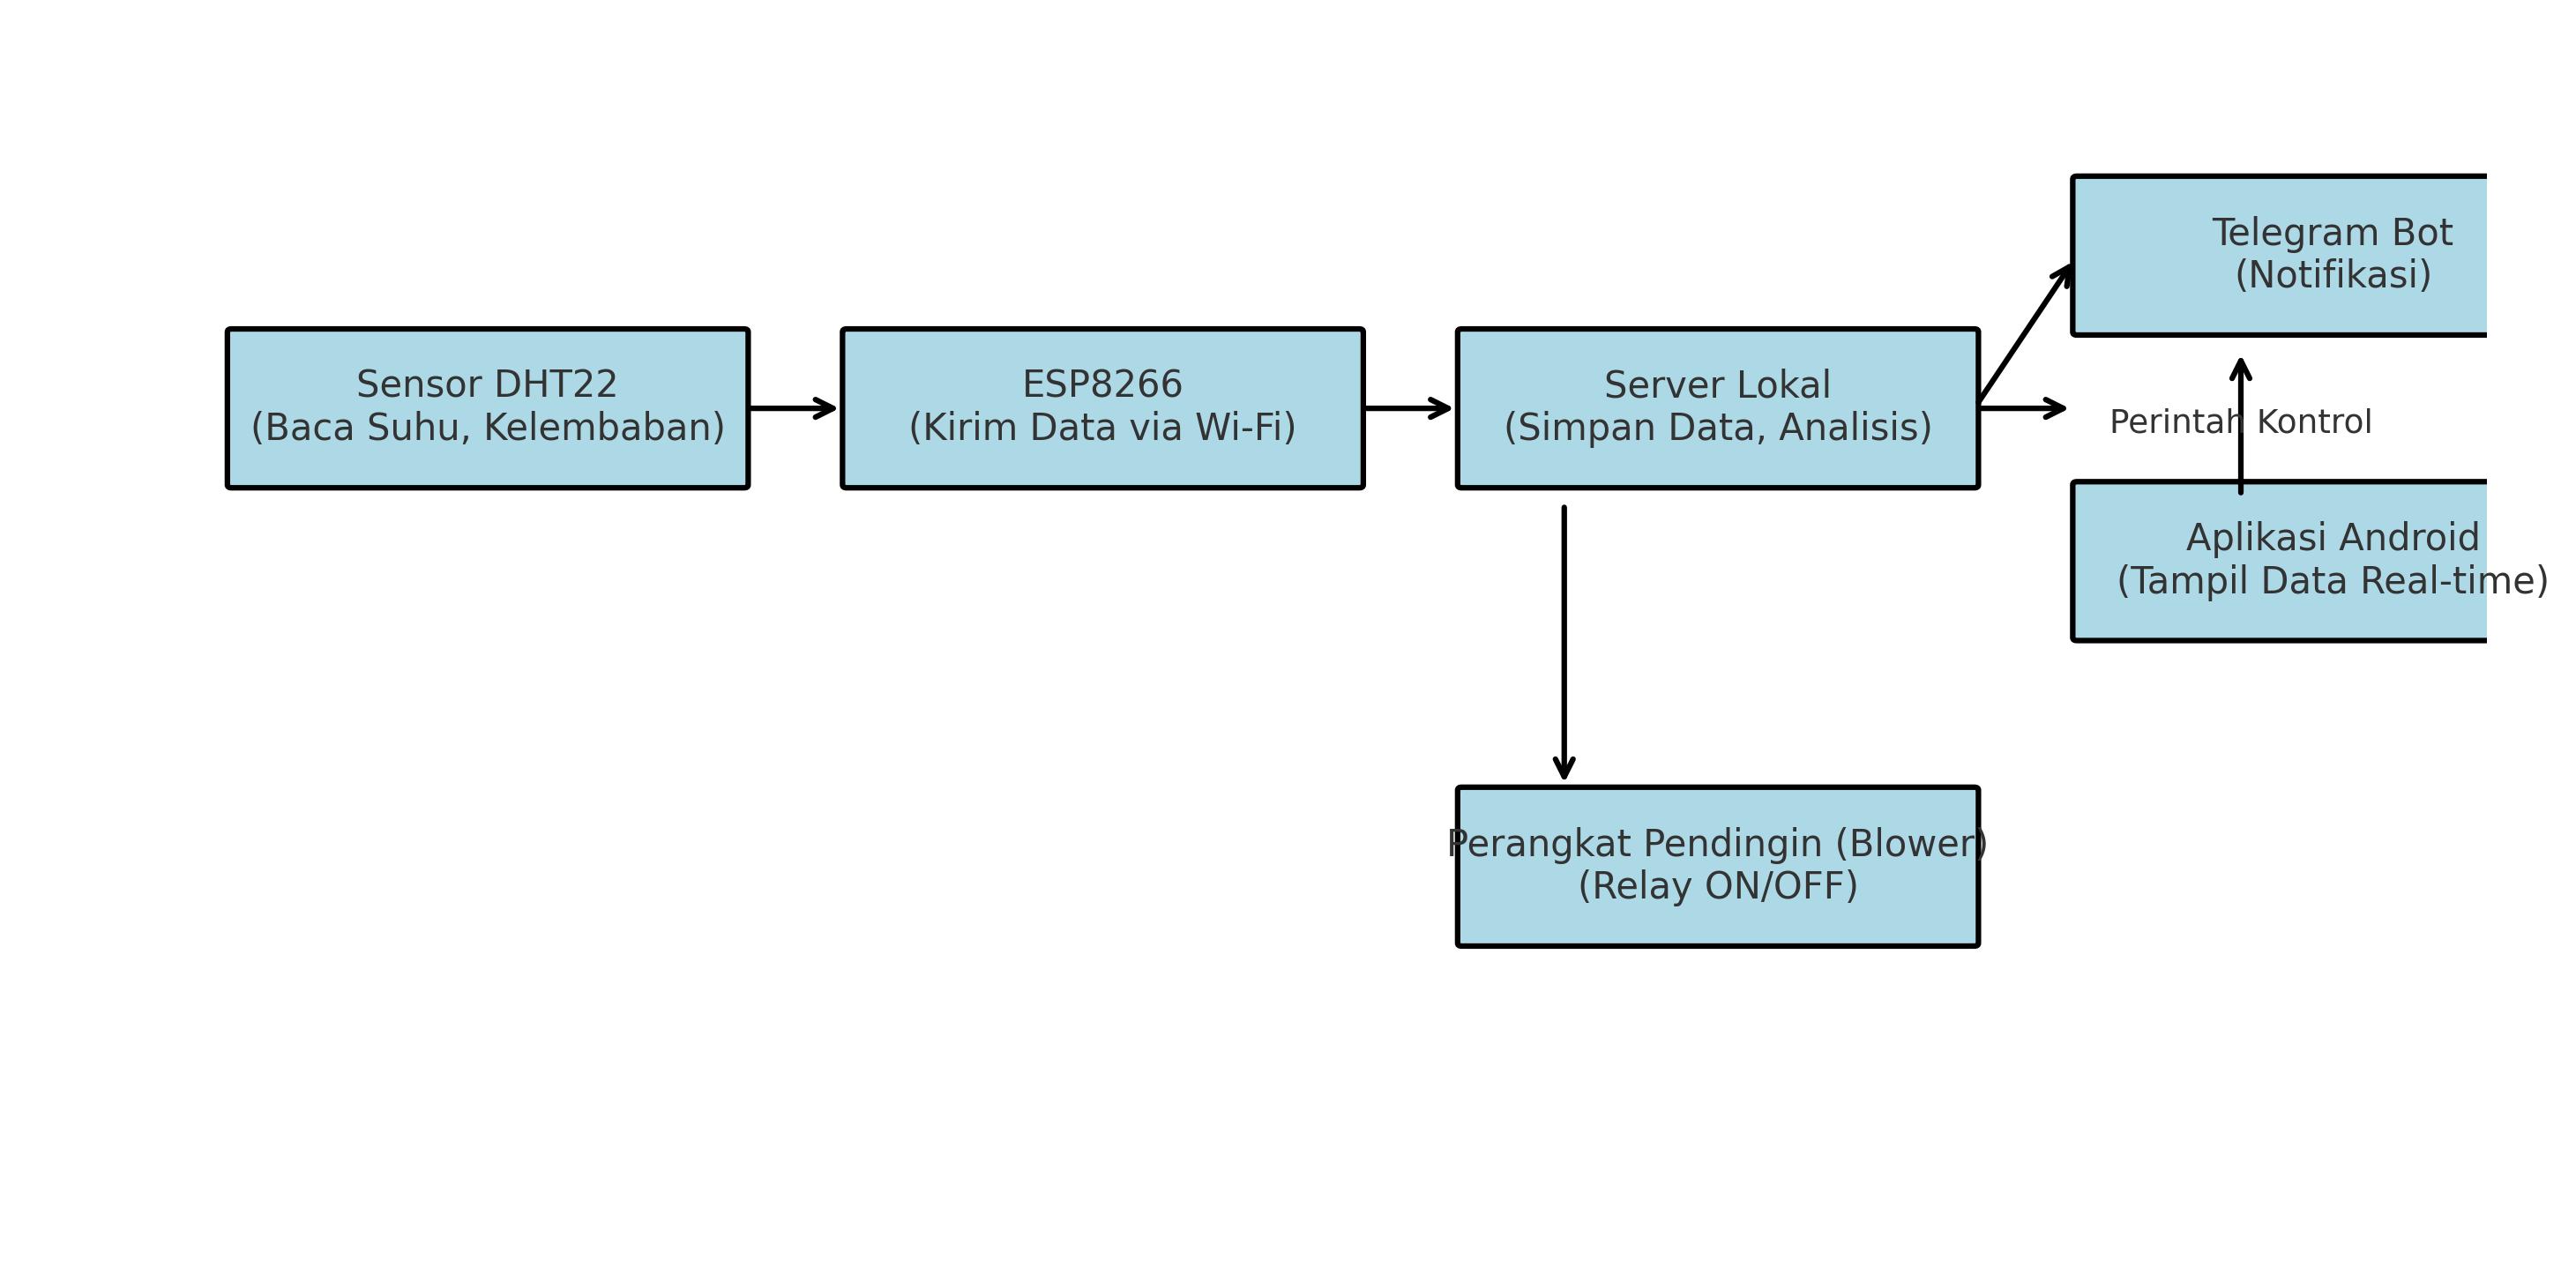 Sensor DHT22
(Baca Suhu, Kelembaban)
ESP8266
(Kirim Data via Wi-Fi)
Server Lokal
(Simpan Data, Analisis)
Telegram Bot
(Notifikasi)
Perintah Kontrol
Aplikasi Android
(Tampil Data Real-time)
Perangkat Pendingin (Blower)
(Relay ON/OFF)